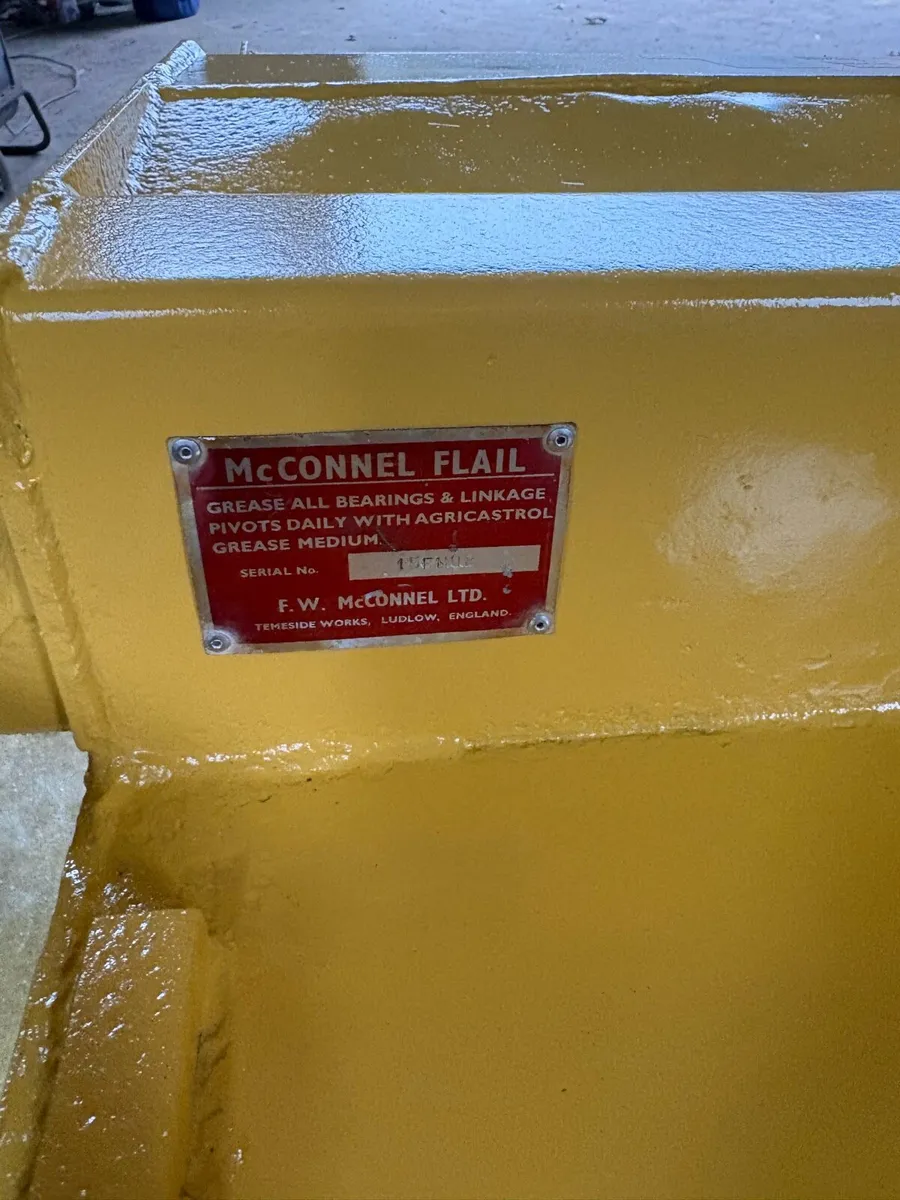 McCONNEL FLAIL
GREASE ALL BEARINGS & LINKAGE
PIVOTS DAILY WITH AGRICASTROL
GREASE MEDIUM.
SERIAL No.
F.W. McCONNEL LTD.
TEMESIDE WORKS, LUDLOW, ENGLAND.